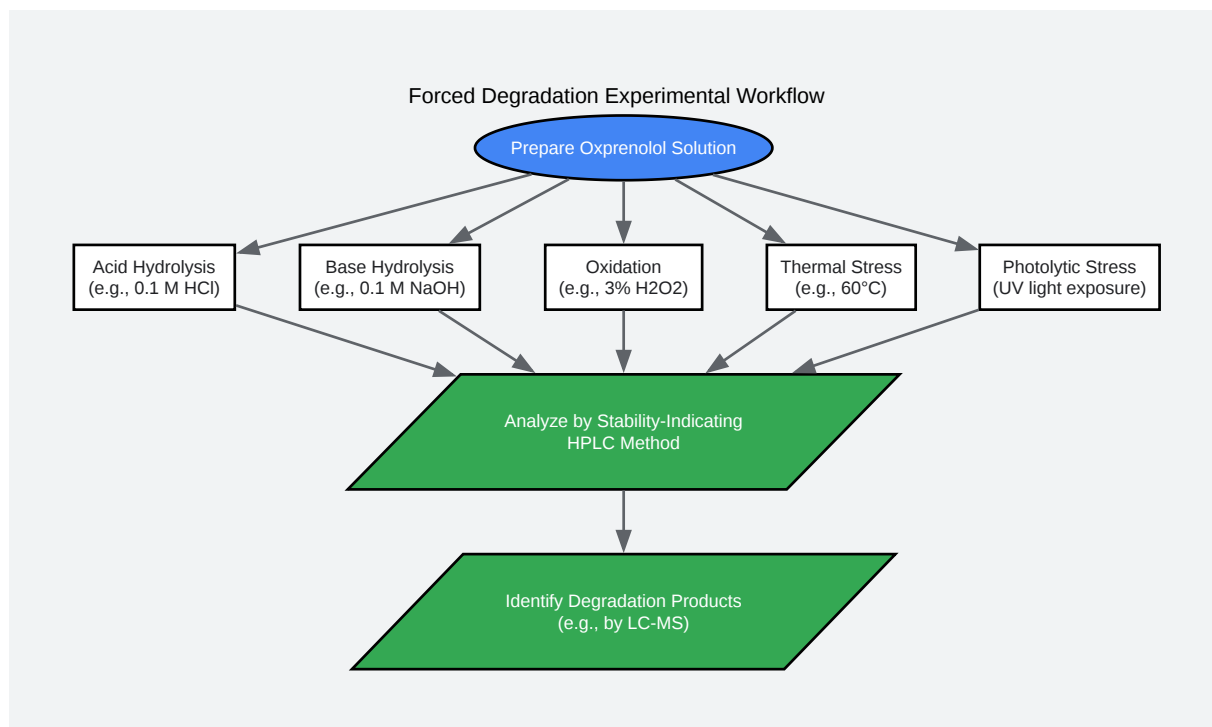 Forced Degradation Experimental Workflow
Prepare Oxprenolol Solution
Acid Hydrolysis
(e.g., 0.1 M HCl)
Base Hydrolysis
(e.g., 0.1 M NaOH)
Oxidation
(e.g., 3% H2O2)
Thermal Stress
(e.g., 60°C)
Photolytic Stress
(UV light exposure)
Analyze by Stability-Indicating
HPLC Method
Identify Degradation Products
(e.g., by LC-MS)